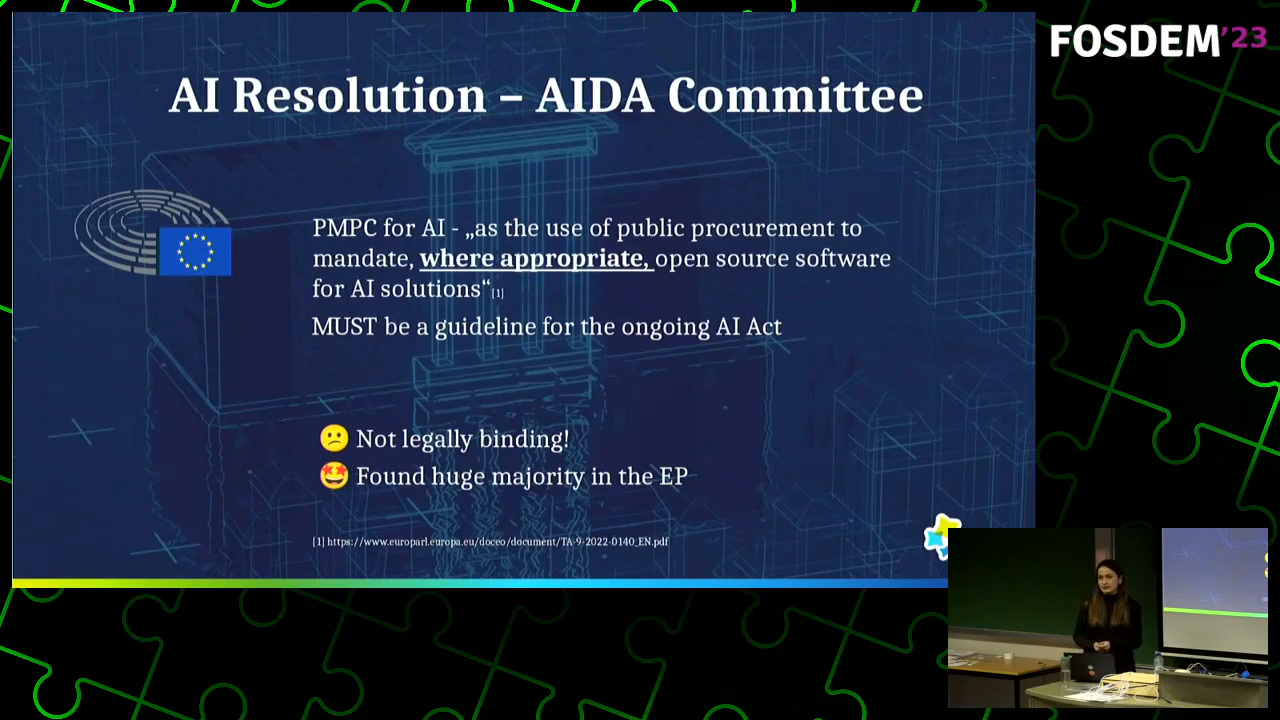 FOSDEM'23
AI Resolution – AIDA Committee
PMPC for AI - „as the use of public procurement to
mandate, where appropriate, open source software
for AI solutions“[1]
MUST be a guideline for the ongoing AI Act
😕 Not legally binding!
🤩 Found huge majority in the EP
[1] https://www.europarl.europa.eu/doceo/document/TA-9-2022-0140_EN.pdf